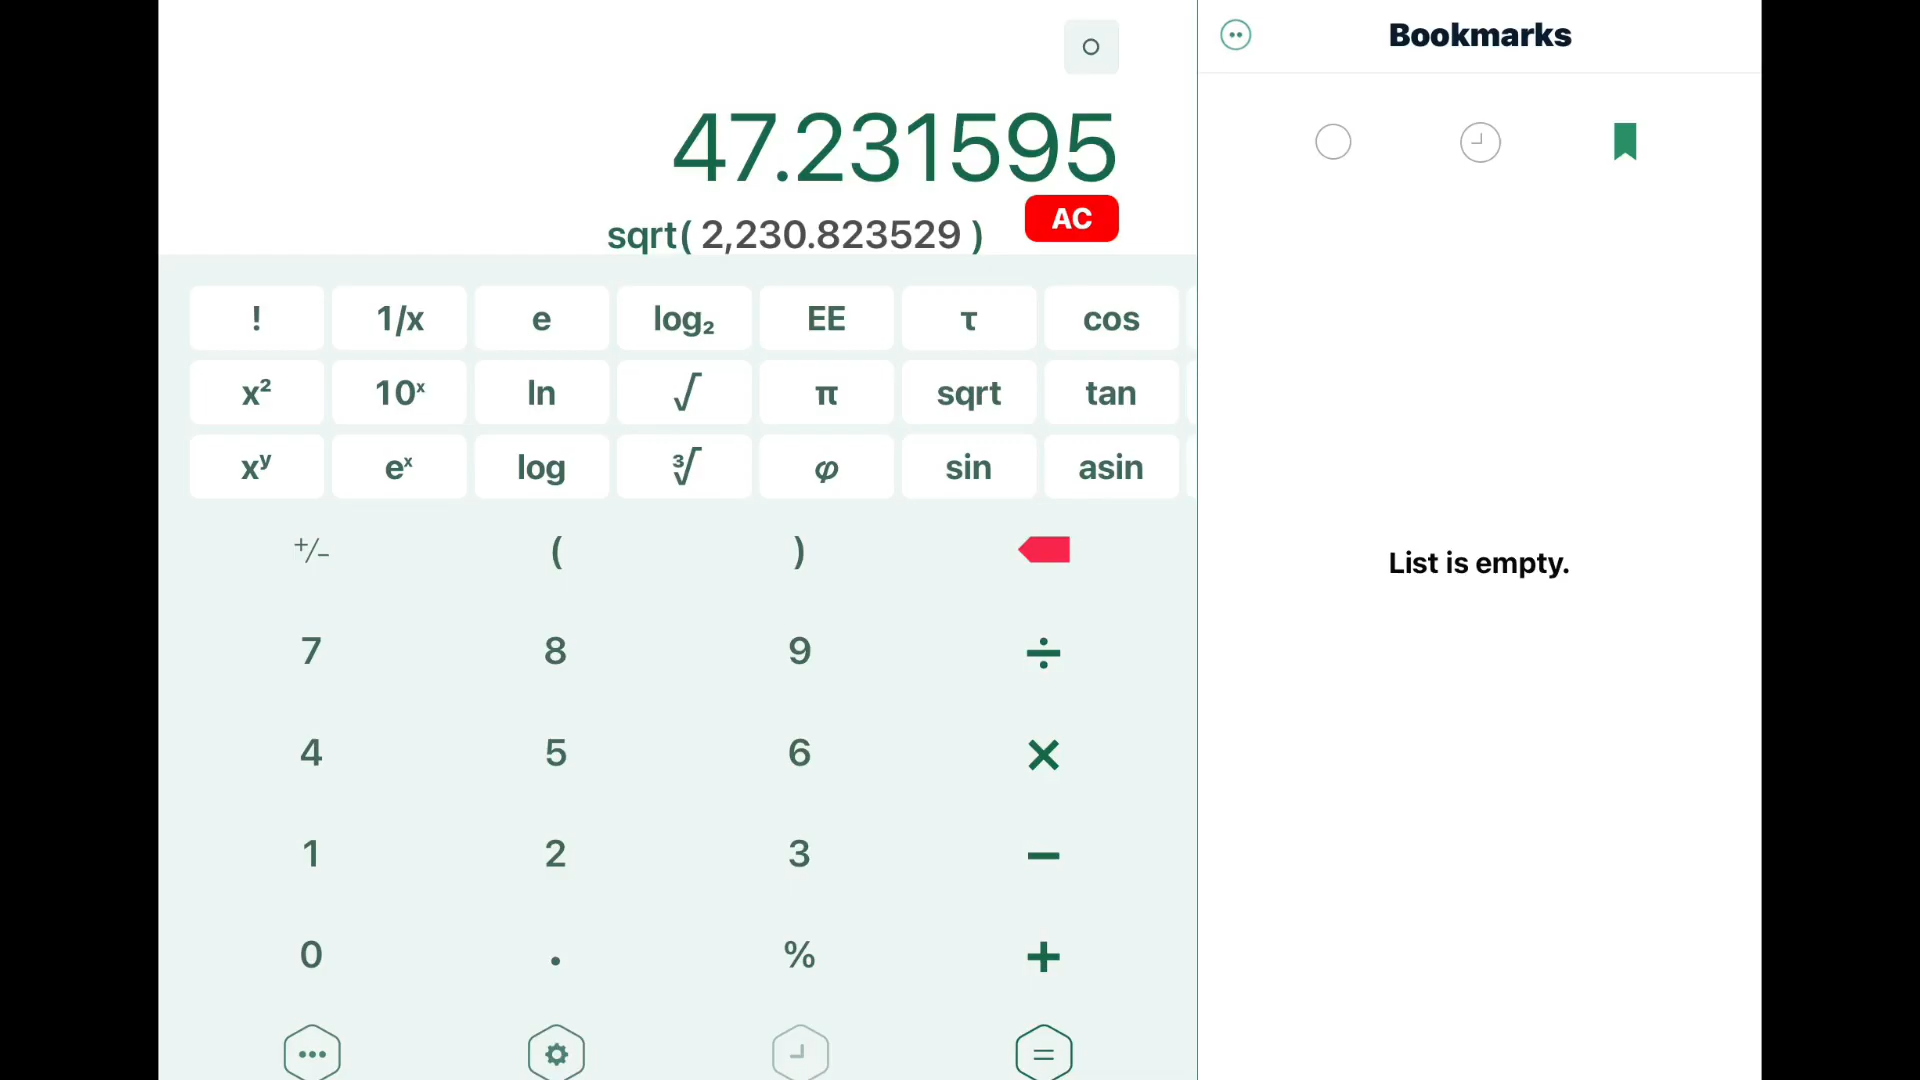 47.231595
sqrt( 2,230.823529 )
AC
! 1/x e log₂ EE τ cos
x² 10ˣ ln √ π sqrt tan
xʸ eˣ log ³√ φ sin asin
+/− ( )
7 8 9 ÷
4 5 6 ×
1 2 3 −
0 . % +
=
Bookmarks
List is empty.